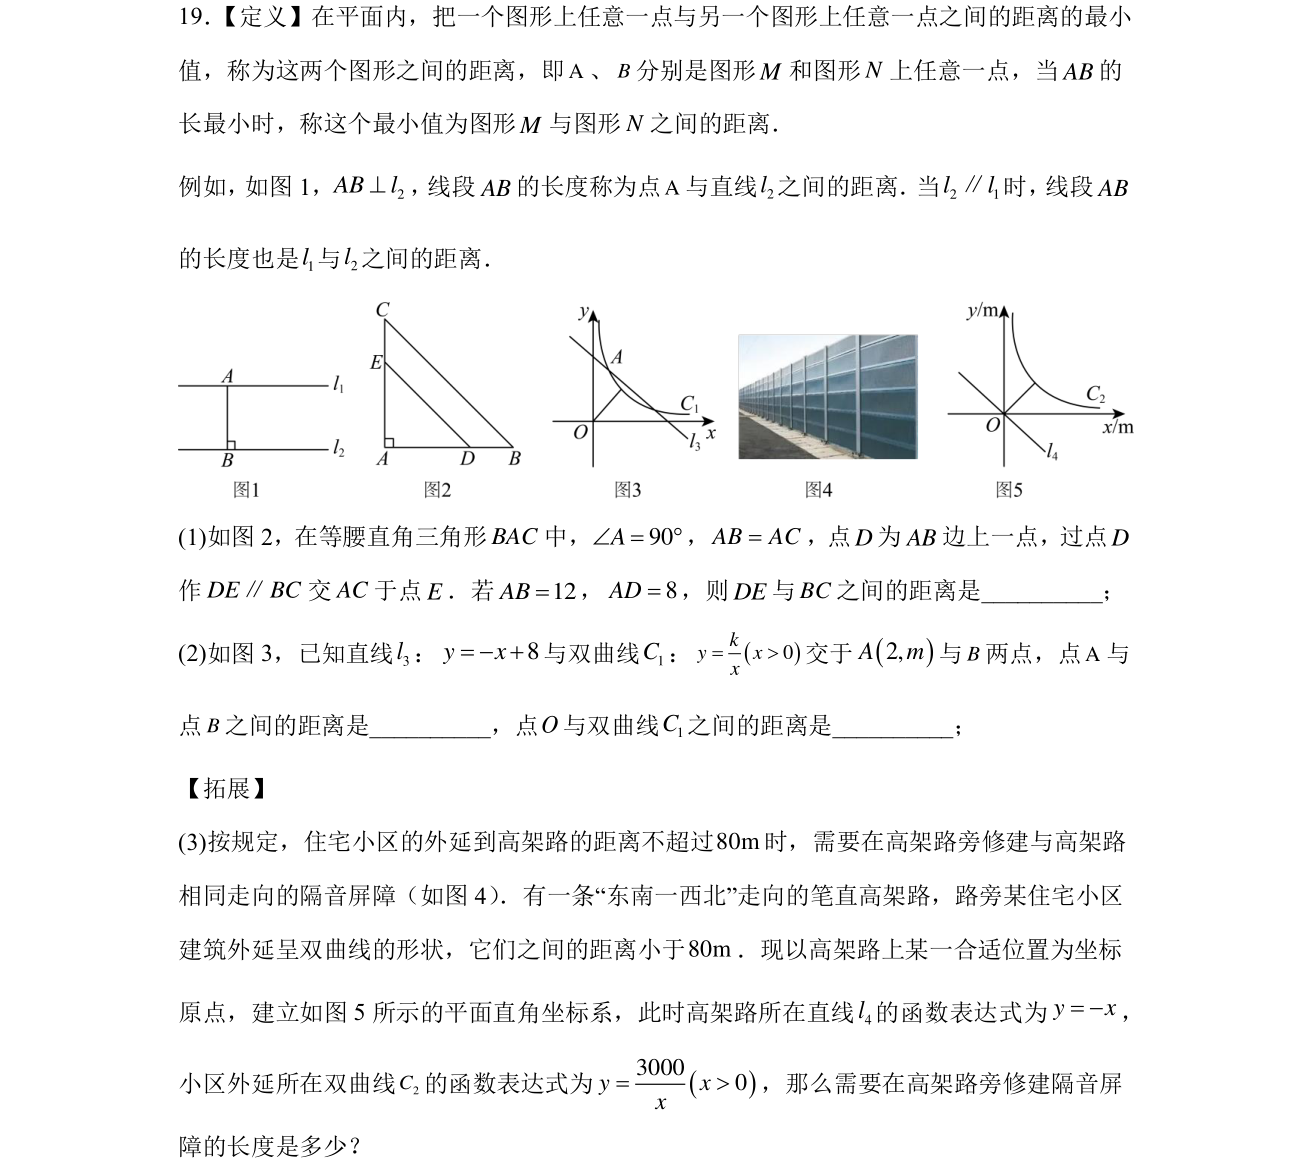 19.【定义】在平面内，把一个图形上任意一点与另一个图形上任意一点之间的距离的最小
值，称为这两个图形之间的距离，即A、B分别是图形M和图形N上任意一点，当AB的
长最小时，称这个最小值为图形M与图形N之间的距离．
例如，如图1，AB⊥l₂，线段AB的长度称为点A与直线l₂之间的距离．当l₂∥l₁时，线段AB
的长度也是l₁与l₂之间的距离．
A l₁ B l₂
图1
C E A D B
图2
y A C₁ O l₃ x
图3
图4
y/m C₂ O x/m l₄
图5
(1)如图2，在等腰直角三角形BAC中，∠A=90°，AB=AC，点D为AB边上一点，过点D
作DE∥BC交AC于点E．若AB=12，AD=8，则DE与BC之间的距离是__________；
(2)如图3，已知直线l₃：y=−x+8与双曲线C₁：y=k/x(x>0)交于A(2,m)与B两点，点A与
点B之间的距离是__________，点O与双曲线C₁之间的距离是__________；
【拓展】
(3)按规定，住宅小区的外延到高架路的距离不超过80m时，需要在高架路旁修建与高架路
相同走向的隔音屏障（如图4）．有一条“东南一西北”走向的笔直高架路，路旁某住宅小区
建筑外延呈双曲线的形状，它们之间的距离小于80m．现以高架路上某一合适位置为坐标
原点，建立如图5所示的平面直角坐标系，此时高架路所在直线l₄的函数表达式为y=−x，
小区外延所在双曲线C₂的函数表达式为y=3000/x(x>0)，那么需要在高架路旁修建隔音屏
障的长度是多少？